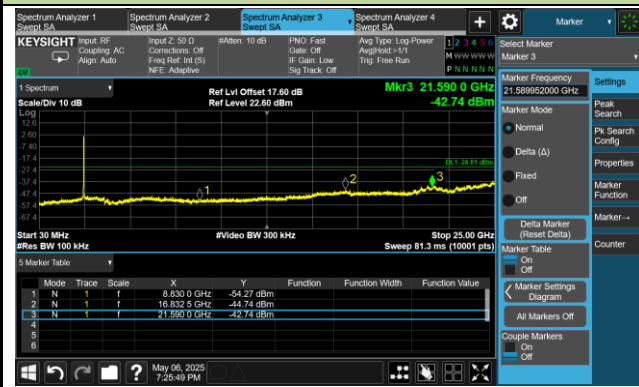 Spectrum Analyzer 1
Swept SA
Spectrum Analyzer 2
Swept SA
Spectrum Analyzer 3
Swept SA
Spectrum Analyzer 4
Swept SA
+
Marker
KEYSIGHT
Input: RF
Coupling: AC
Align: Auto
Input Z: 50 Ω
Corrections: Off
Freq Ref: Int (S)
NFE: Adaptive
#Atten: 10 dB
PNO: Fast
Gate: Off
IF Gain: Low
Sig Track: Off
Avg Type: Log-Power
Avg|Hold:>1/1
Trig: Free Run
1 2 3 4 5 6
M W W W W W
P N N N N N
LW
Select Marker
Marker 3
1 Spectrum
Scale/Div 10 dB
Ref Lvl Offset 17.60 dB
Ref Level 22.60 dBm
Mkr3 21.590 0 GHz
-42.74 dBm
Log
12.6
2.60
-7.40
-17.4
-27.4
-37.4
-47.4
-57.4
-67.4
DL1 -24.81 dBm
1
2
3
Start 30 MHz
#Res BW 100 kHz
#Video BW 300 kHz
Stop 25.00 GHz
Sweep 81.3 ms (10001 pts)
5 Marker Table
Mode Trace Scale X Y Function Function Width Function Value
1 N 1 f 8.830 0 GHz -54.27 dBm
2 N 1 f 16.832 5 GHz -44.74 dBm
3 N 1 f 21.590 0 GHz -42.74 dBm
4
5
6
Marker Frequency
21.589952000 GHz
Marker Mode
Normal
Delta (Δ)
Fixed
Off
Delta Marker
(Reset Delta)
Marker Table
On
Off
Marker Settings
Diagram
All Markers Off
Couple Markers
On
Off
Settings
Peak
Search
Pk Search
Config
Properties
Marker
Function
Marker→
Counter
?
May 06, 2025
7:25:49 PM